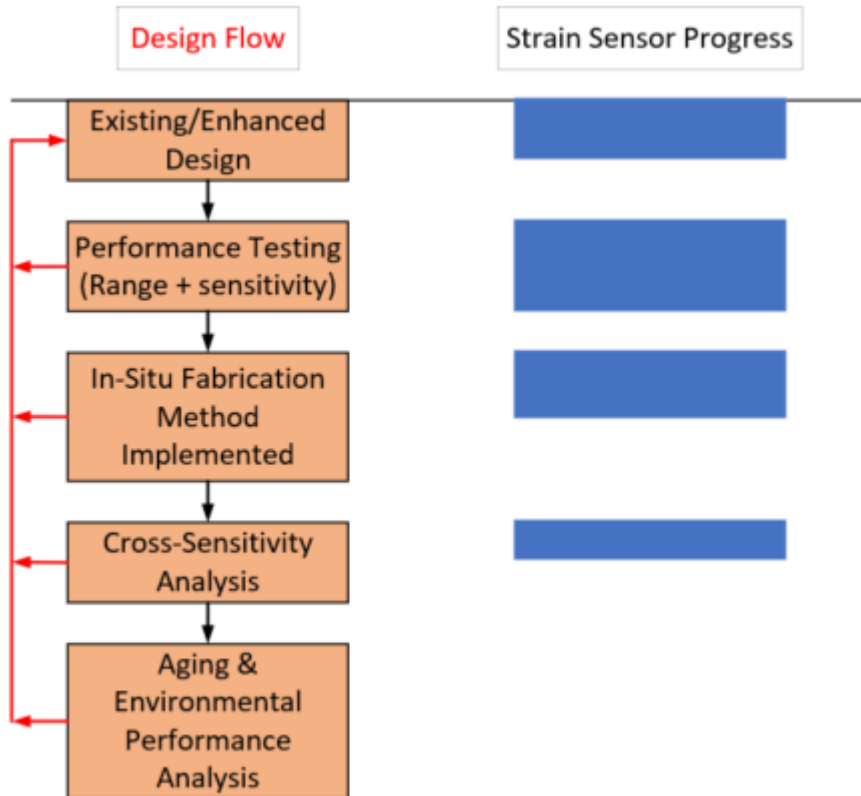 Design Flow
Strain Sensor Progress
Existing/Enhanced
Design
Performance Testing
(Range + sensitivity)
In-Situ Fabrication
Method
Implemented
Cross-Sensitivity
Analysis
Aging &
Environmental
Performance
Analysis